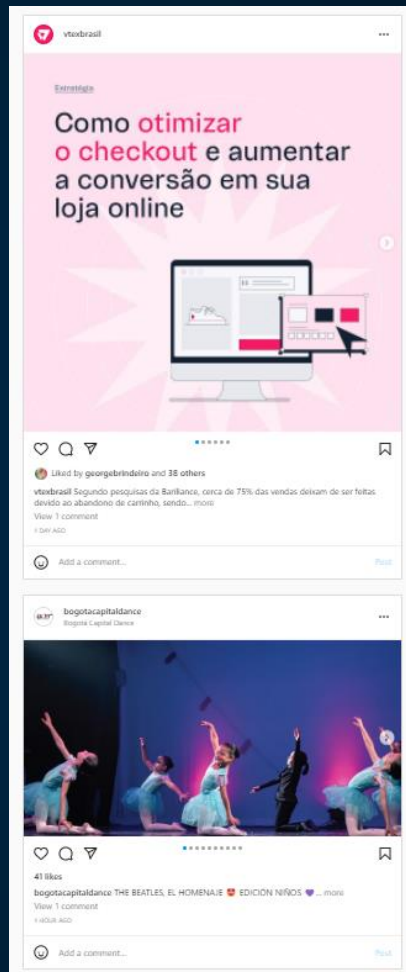 vtexbrasil
Estratégia
Como otimizar
o checkout e aumentar
a conversão em sua
loja online
Liked by georgebrindeiro and 38 others
vtexbrasil Segundo pesquisas da Barilliance, cerca de 75% das vendas deixam de ser feitas
devido ao abandono de carrinho, sendo... more
View 1 comment
1 DAY AGO
Add a comment...
Post
bogotacapitaldance
Bogotá Capital Dance
41 likes
bogotacapitaldance THE BEATLES, EL HOMENAJE 😍 EDICIÓN NIÑOS 💜 ... more
View 1 comment
1 HOUR AGO
Add a comment...
Post